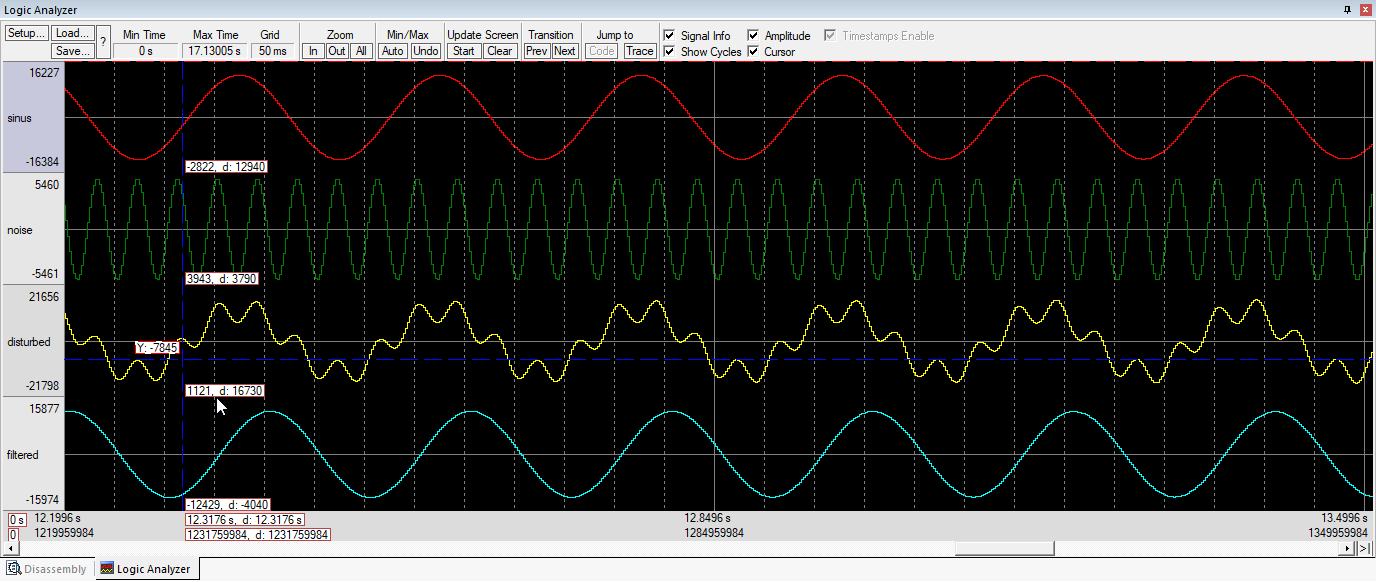 Logic Analyzer
Setup... Load... Min Time Max Time Grid Zoom Min/Max Update Screen Transition Jump to Signal Info Amplitude Timestamps Enable
Save... ? 0 s 17.13005 s 50 ms In Out All Auto Undo Start Clear Prev Next Code Trace Show Cycles Cursor
16227
sinus
-16384
-2822, d: 12940
5460
noise
-5461
3943, d: 3790
21656
disturbed
Y: -7845
-21798
1121, d: 16730
15877
filtered
-15974
-12429, d: -4040
0 s 12.1996 s 12.3176 s, d: 12.3176 s 12.8496 s 13.4996 s
0 1219959984 1231759984, d: 1231759984 1284959984 1349959984
Disassembly Logic Analyzer